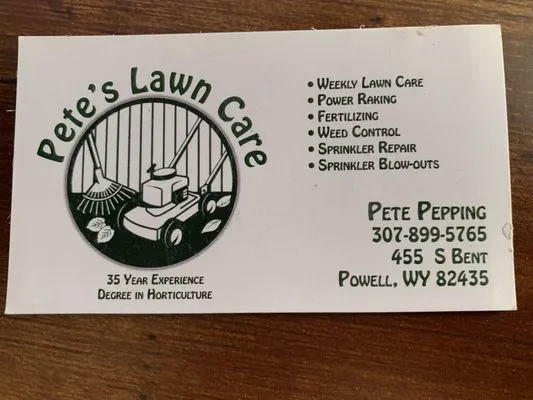 Pete's Lawn Care
35 Year Experience
Degree in Horticulture
• Weekly Lawn Care
• Power Raking
• Fertilizing
• Weed Control
• Sprinkler Repair
• Sprinkler Blow-outs
Pete Pepping
307-899-5765
455 S Bent
Powell, WY 82435